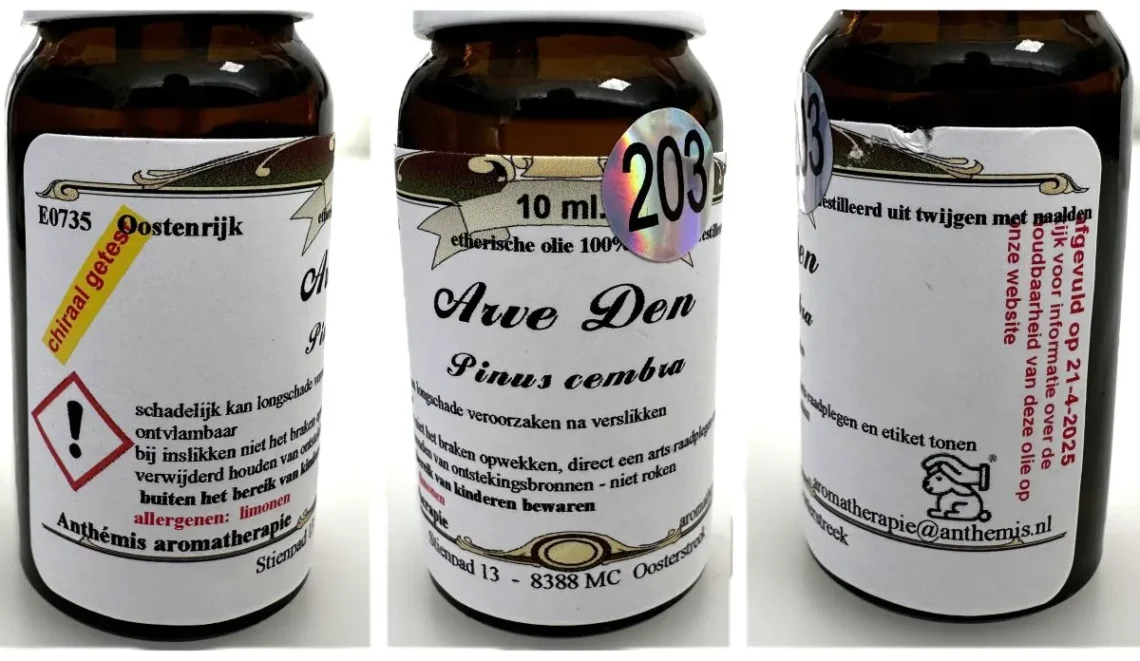 E0735 Oostenrijk
chiraal getest
schadelijk kan longschade
ontvlambaar
bij inslikken niet het braken
verwijderd houden van
buiten het bereik van
allergenen: limonen
Anthémis aromatherapie
Stienpad
203
10 ml.
etherische olie 100%
Arve Den
Pinus cembra
longschade veroorzaken na verslikken
niet het braken opwekken, direct een arts raadplegen
van ontstekingsbronnen - niet roken
bereik van kinderen bewaren
limonen
Stienpad 13 - 8388 MC Oosterstreek
uit twijgen met naalden
afgevuld op 21-4-2025
kijk voor informatie over de
houdbaarheid van deze olie op
onze website
raadplegen en etiket tonen
®
aromatherapie@anthemis.nl